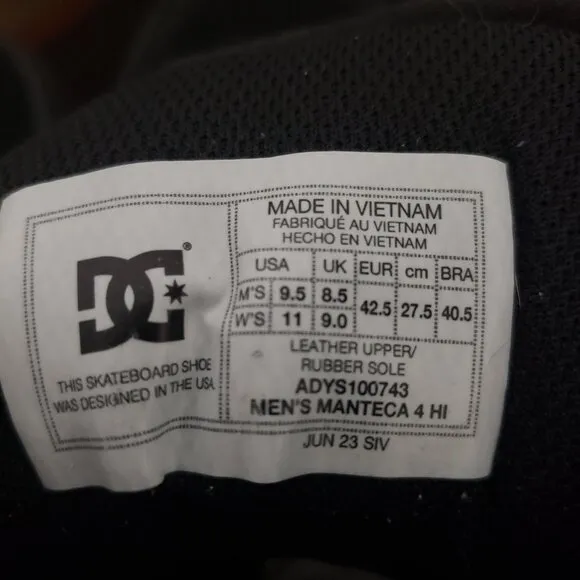 DC®
THIS SKATEBOARD SHOE
WAS DESIGNED IN THE USA
MADE IN VIETNAM
FABRIQUÉ AU VIETNAM
HECHO EN VIETNAM
USA UK EUR cm BRA
M'S 9.5 8.5 42.5 27.5 40.5
W'S 11 9.0
LEATHER UPPER/
RUBBER SOLE
ADYS100743
MEN'S MANTECA 4 HI
JUN 23 SIV